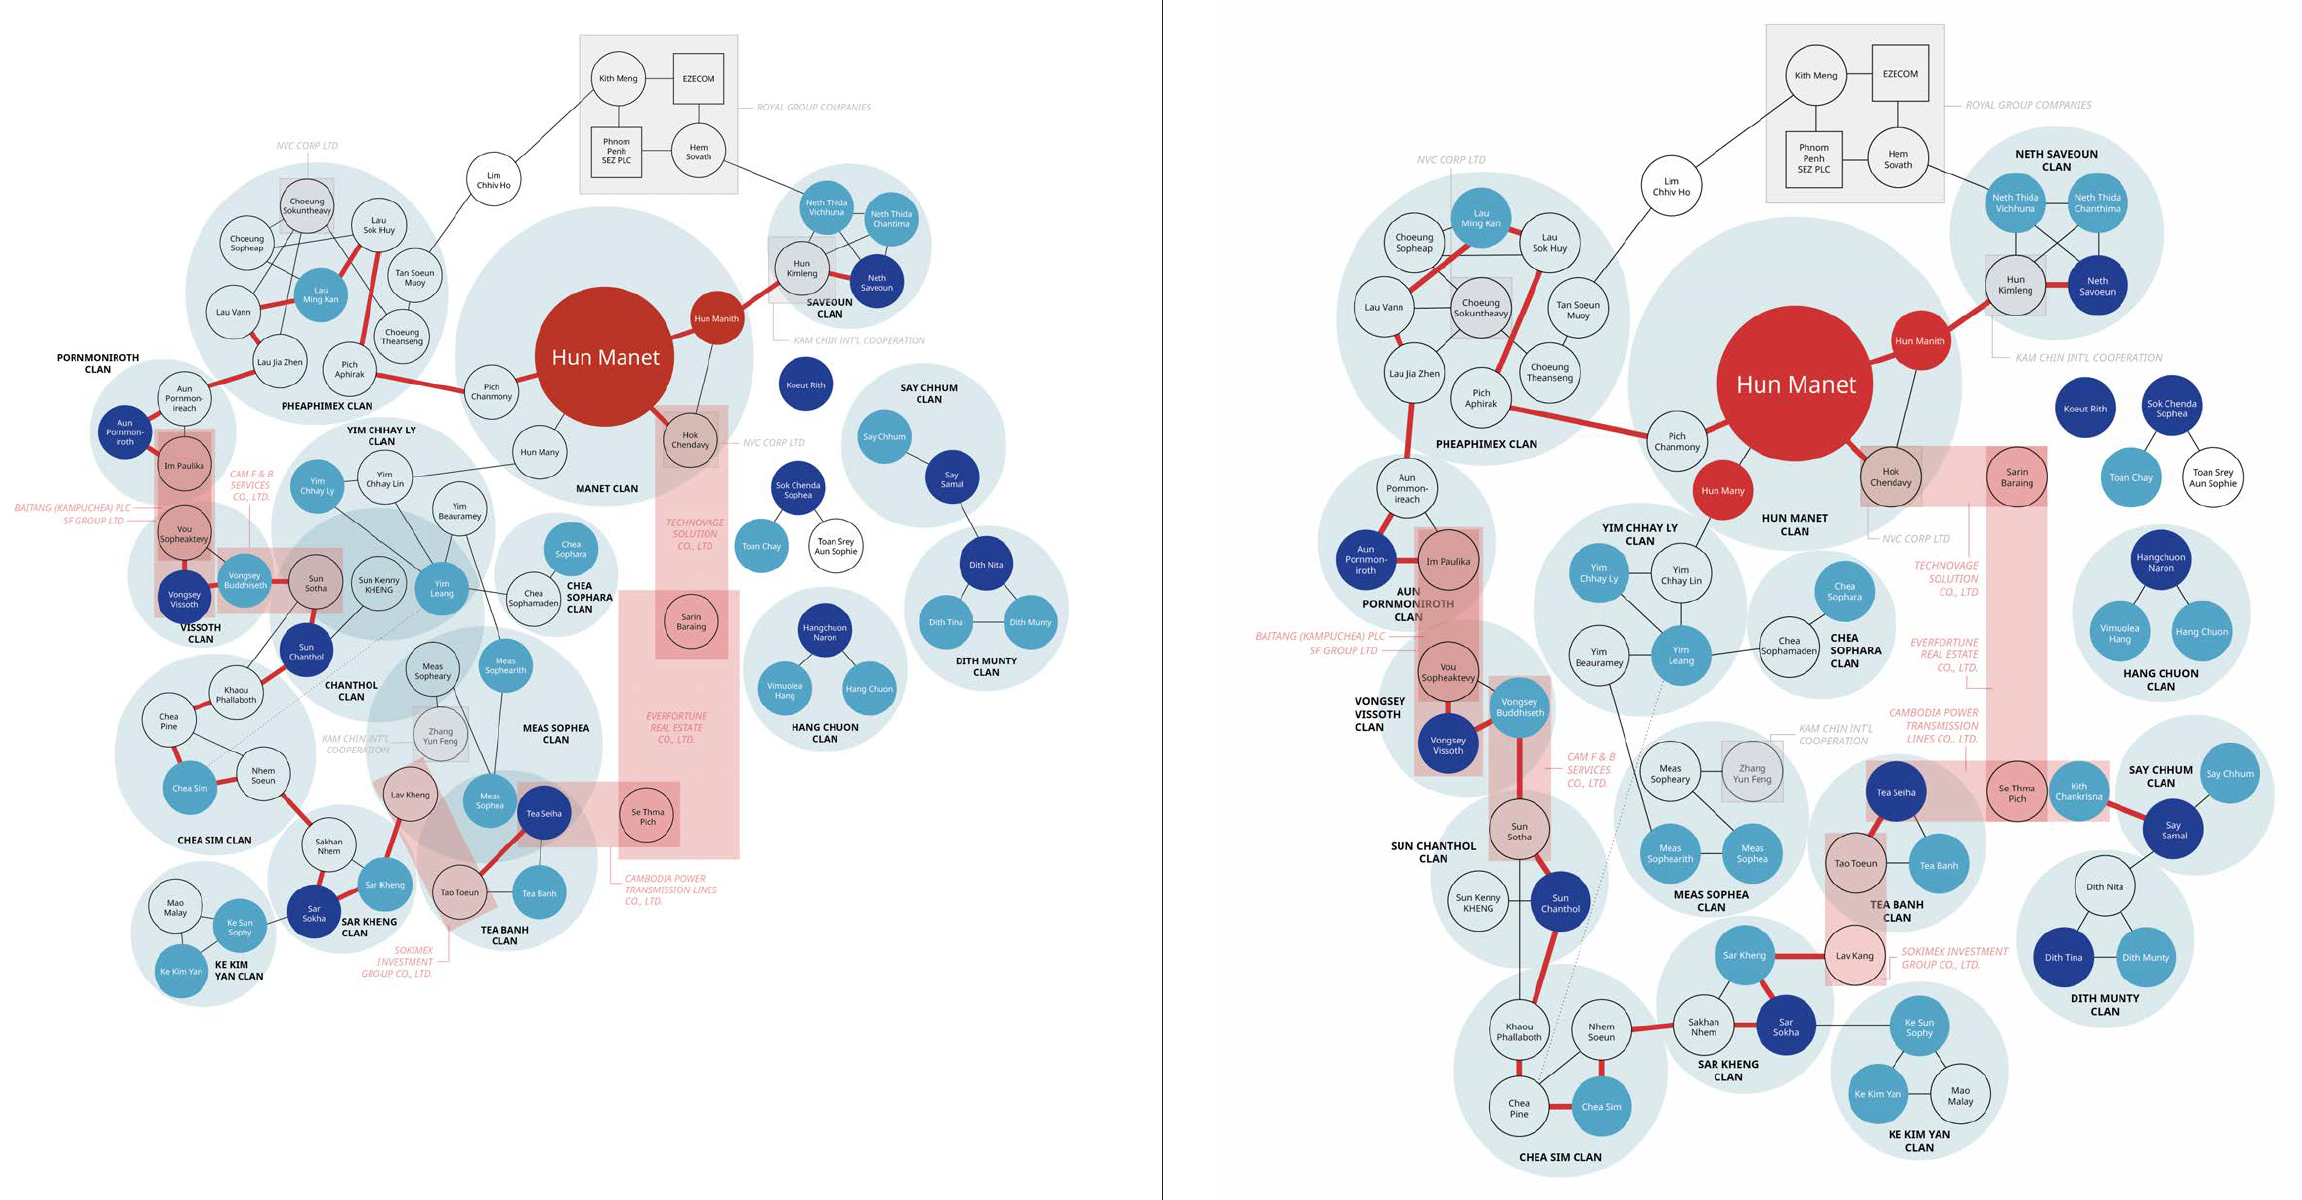 Kith Meng
EZECOM
ROYAL GROUP COMPANIES
Phnom
Penh
SEZ PLC
Hem
Sovath
NVC CORP LTD
Lim
Chhiv Ho
Choeung
Sokuntheavy
Lau
Sok Huy
Choeung
Sopheap
Neth Thida
Vichhuna
Neth Thida
Chantima
Tan Soeun
Muoy
Hun
Kimleng
Neth
Saveoun
Lau
Ming Kan
SAVEOUN
CLAN
Lau Vann
Hun Manith
Choeung
Theanseng
KAM CHIN INT'L COOPERATION
Hun Manet
PORNMONIROTH
CLAN
Lau Jia Zhen
Pich
Aphirak
Aun
Pornmon-
ireach
Pich
Chanmony
Koeut Rith
SAY CHHUM
CLAN
PHEAPHIMEX CLAN
Aun
Pornmon-
iroth
YIM CHHAY LY
CLAN
Hok
Chendavy
NVC CORP LTD
Say Chhum
Hun Many
Im Paulika
CAM F & B
SERVICES
CO., LTD.
Yim
Chhay Ly
Yim
Chhay Lin
MANET CLAN
Sok Chenda
Sophea
Say
Samal
BAITANG (KAMPUCHEA) PLC
SF GROUP LTD
Yim
Beauramey
Vou
Sopheaktevy
TECHNOVAGE
SOLUTION
CO., LTD
Toan Chay
Toan Srey
Aun Sophie
Chea
Sophara
Dith Nita
Vongsey
Buddhiseth
Sun
Sotha
Sun Kenny
KHENG
Yim
Leang
Chea
Sophamaden
CHEA
SOPHARA
CLAN
Vongsey
Vissoth
VISSOTH
CLAN
Dith Tina
Dith Munty
Sarin
Baraing
Hangchuon
Naron
Sun
Chanthol
DITH MUNTY
CLAN
Meas
Sopheary
Meas
Sophearith
CHANTHOL
CLAN
Khaou
Phallaboth
Vimuolea
Hang
Hang Chuon
Chea
Pine
MEAS SOPHEA
CLAN
EVERFORTUNE
REAL ESTATE
CO., LTD.
HANG CHUON
CLAN
KAM CHIN INT'L
COOPERATION
Zhang
Yun Feng
Nhem
Soeun
Chea Sim
Lav Kheng
Meas
Sophea
Tea Seiha
Se Thma
Pich
CHEA SIM CLAN
Sakhan
Nhem
Sar Kheng
Tao Toeun
Tea Banh
CAMBODIA POWER
TRANSMISSION LINES
CO., LTD.
Mao
Malay
Sar
Sokha
SAR KHENG
CLAN
Ke Sun
Sophy
TEA BANH
CLAN
SOKIMEX
INVESTMENT
GROUP CO., LTD.
Ke Kim Yan
KE KIM
YAN CLAN
Kith Meng
EZECOM
ROYAL GROUP COMPANIES
Phnom
Penh
SEZ PLC
Hem
Sovath
NETH SAVEOUN
CLAN
NVC CORP LTD
Lim
Chhiv Ho
Neth Thida
Vichhuna
Neth Thida
Chanthima
Lau
Ming Kan
Choeung
Sopheap
Lau
Sok Huy
Hun
Kimleng
Neth
Savoeun
Lau Vann
Choeung
Sokuntheavy
Tan Soeun
Muoy
Hun Manith
KAM CHIN INT'L COOPERATION
Lau Jia Zhen
Choeung
Theanseng
Hun Manet
Pich
Aphirak
Koeut Rith
Sok Chenda
Sophea
PHEAPHIMEX CLAN
Pich
Chanmony
Hok
Chendavy
Sarin
Baraing
Toan Chay
Toan Srey
Aun Sophie
Aun
Pornmon-
ireach
Hun Many
HUN MANET
CLAN
YIM CHHAY LY
CLAN
NVC CORP LTD
Aun
Pornmon-
iroth
Im Paulika
Yim
Chhay Ly
Yim
Chhay Lin
TECHNOVAGE
SOLUTION
CO., LTD
Hangchuon
Naron
Chea
Sophara
AUN
PORNMONIROTH
CLAN
Vimuolea
Hang
Hang Chuon
BAITANG (KAMPUCHEA) PLC
SF GROUP LTD
Yim
Beauramey
Yim
Leang
Chea
Sophamaden
CHEA
SOPHARA
CLAN
EVERFORTUNE
REAL ESTATE
CO., LTD.
HANG CHUON
CLAN
Vou
Sopheaktevy
VONGSEY
VISSOTH
CLAN
Vongsey
Buddhiseth
Vongsey
Vissoth
CAMBODIA POWER
TRANSMISSION
LINES CO., LTD.
KAM CHIN INT'L
COOPERATION
CAM F & B
SERVICES
CO., LTD.
Meas
Sopheary
Zhang
Yun Feng
SAY CHHUM
CLAN
Say Chhum
Tea Seiha
Se Thma
Pich
Kith
Chankrisna
Say
Samal
Sun
Sotha
SUN CHANTHOL
CLAN
Meas
Sophearith
Meas
Sophea
Tao Toeun
Tea Banh
Sun Kenny
KHENG
Sun
Chanthol
MEAS SOPHEA
CLAN
TEA BANH
CLAN
Dith Nita
Sar Kheng
Lav Kang
SOKIMEX INVESTMENT
GROUP CO., LTD.
Dith Tina
Dith Munty
DITH MUNTY
CLAN
Khaou
Phallaboth
Nhem
Soeun
Sakhan
Nhem
Sar
Sokha
Ke Sun
Sophy
SAR KHENG
CLAN
Ke Kim Yan
Mao
Malay
Chea
Pine
Chea Sim
KE KIM YAN
CLAN
CHEA SIM CLAN